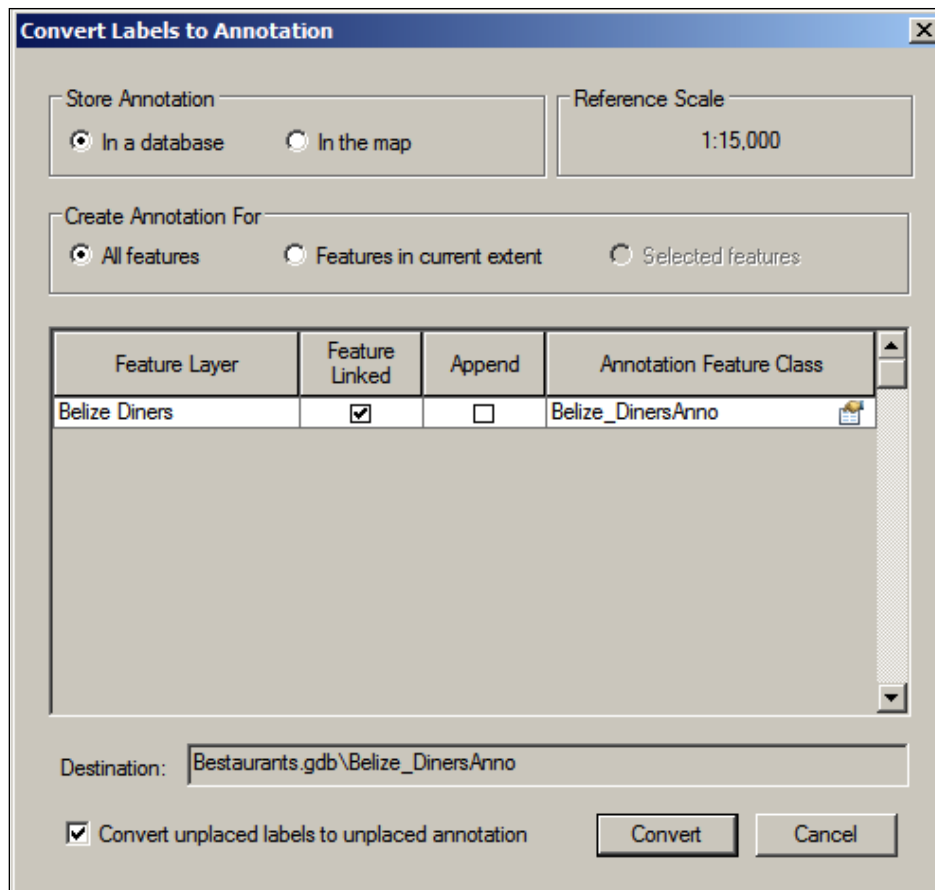 Convert Labels to Annotation
Store Annotation
In a database
In the map
Reference Scale
1:15,000
Create Annotation For
All features
Features in current extent
Selected features
Feature Layer
Feature Linked
Append
Annotation Feature Class
Belize Diners
Belize_DinersAnno
Destination:
Bestaurants.gdb\Belize_DinersAnno
Convert unplaced labels to unplaced annotation
Convert
Cancel